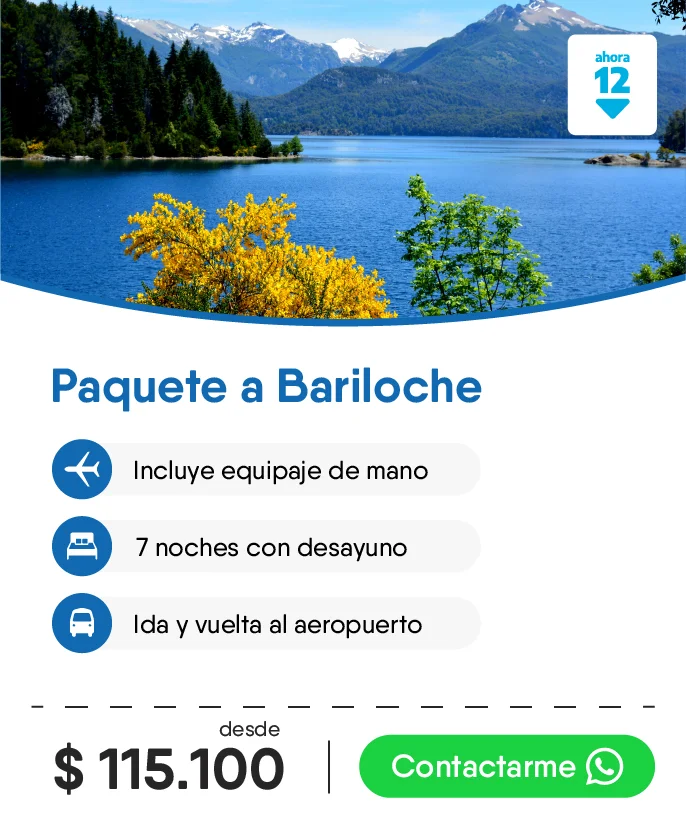 ahora
12
Paquete a Bariloche
Incluye equipaje de mano
7 noches con desayuno
Ida y vuelta al aeropuerto
desde
$ 115.100
Contactarme